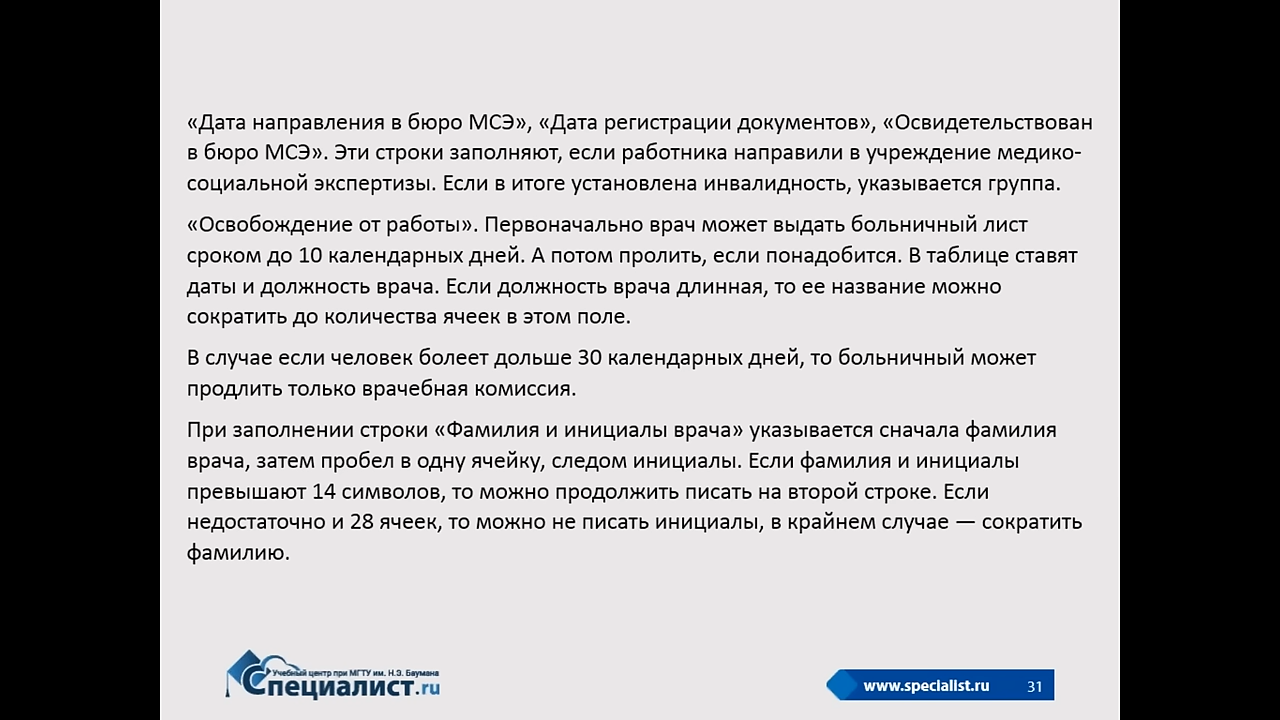 «Дата направления в бюро МСЭ», «Дата регистрации документов», «Освидетельствован
в бюро МСЭ». Эти строки заполняют, если работника направили в учреждение медико-
социальной экспертизы. Если в итоге установлена инвалидность, указывается группа.
«Освобождение от работы». Первоначально врач может выдать больничный лист
сроком до 10 календарных дней. А потом пролить, если понадобится. В таблице ставят
даты и должность врача. Если должность врача длинная, то ее название можно
сократить до количества ячеек в этом поле.
В случае если человек болеет дольше 30 календарных дней, то больничный может
продлить только врачебная комиссия.
При заполнении строки «Фамилия и инициалы врача» указывается сначала фамилия
врача, затем пробел в одну ячейку, следом инициалы. Если фамилия и инициалы
превышают 14 символов, то можно продолжить писать на второй строке. Если
недостаточно и 28 ячеек, то можно не писать инициалы, в крайнем случае — сократить
фамилию.
Учебный центр при МГТУ им. Н.Э. Баумана
Специалист.ru
www.specialist.ru 31